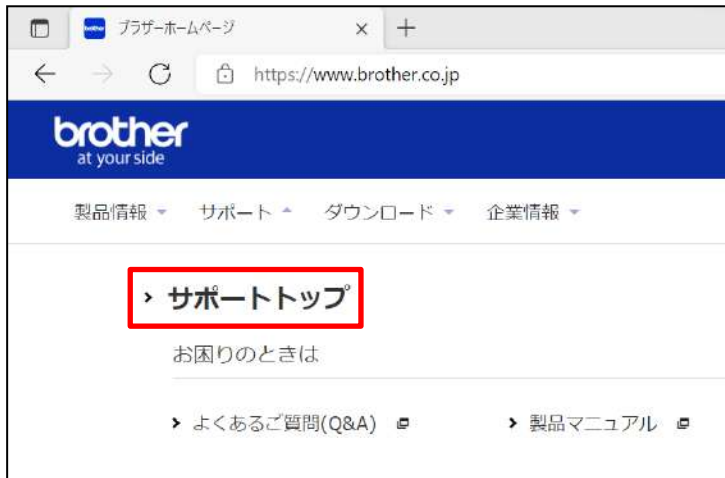 ブラザーホームページ
https://www.brother.co.jp
brother
at your side
製品情報 サポート ダウンロード 企業情報
サポートトップ
お困りのときは
よくあるご質問(Q&A) 製品マニュアル